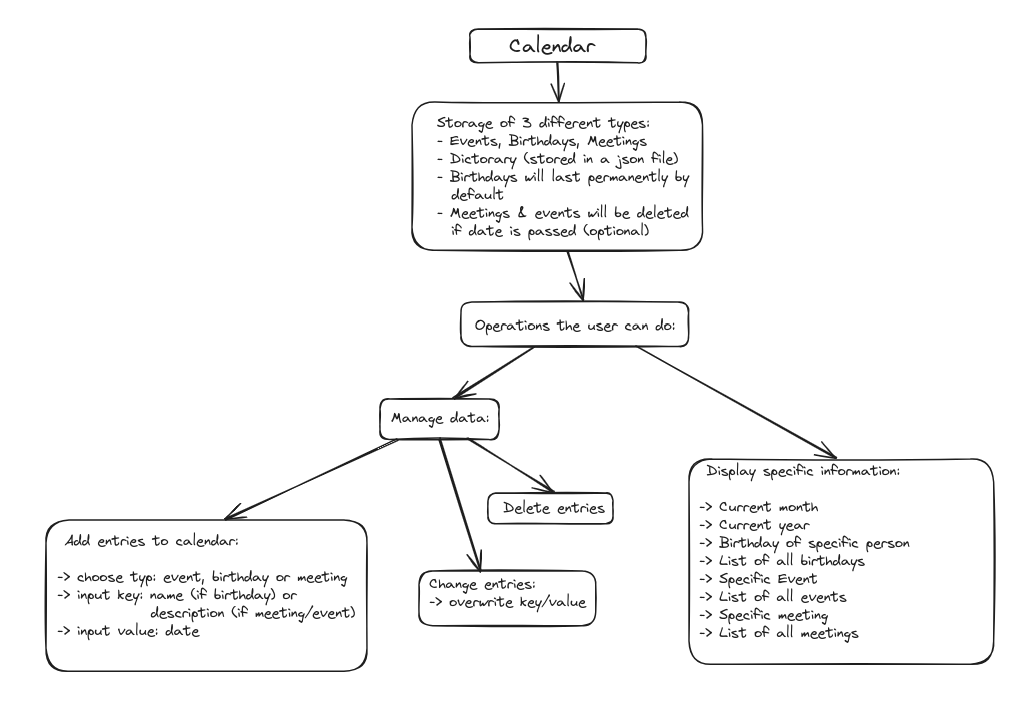 Calendar
Storage of 3 different types:
- Events, Birthdays, Meetings
- Dictorary (stored in a json file)
- Birthdays will last permanently by
default
- Meetings & events will be deleted
if date is passed (optional)
Operations the user can do:
Manage data:
Add entries to calendar:
-> choose typ: event, birthday or meeting
-> input key: name (if birthday) or
description (if meeting/event)
-> input value: date
Change entries:
-> overwrite key/value
Delete entries
Display specific information:
-> Current month
-> Current year
-> Birthday of specific person
-> List of all birthdays
-> Specific Event
-> List of all events
-> Specific meeting
-> List of all meetings